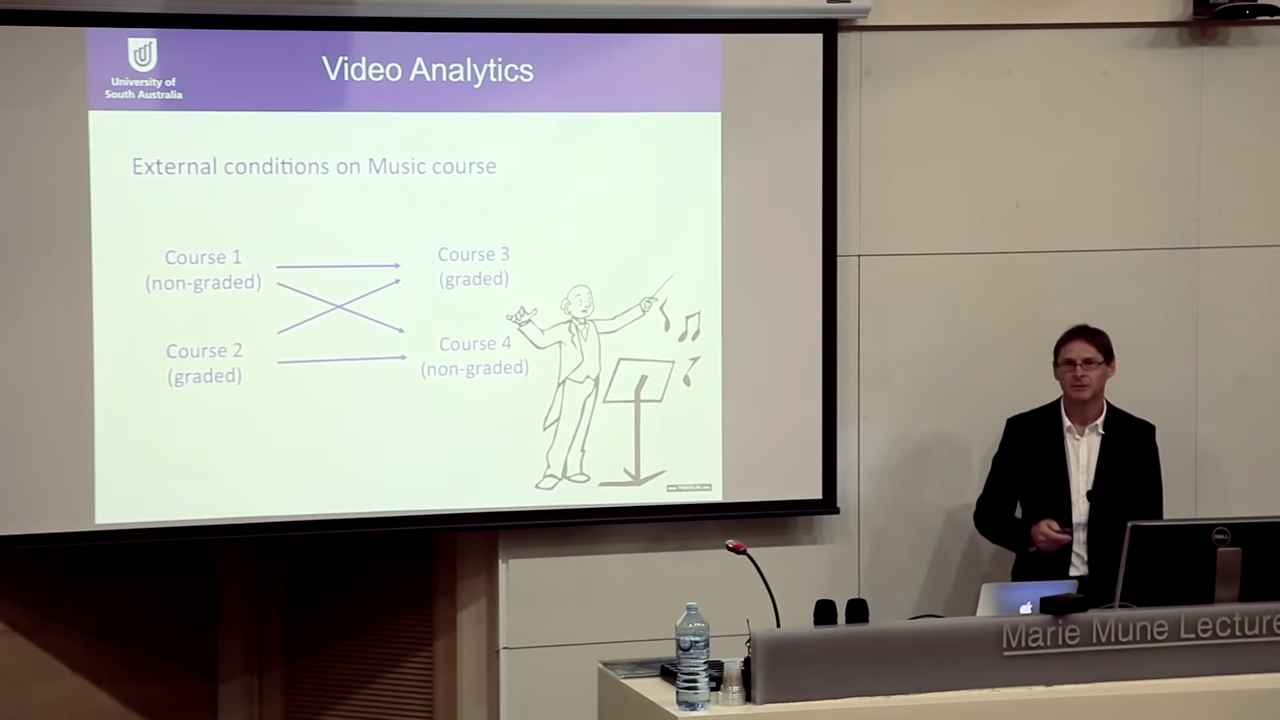 University of
South Australia
Video Analytics
External conditions on Music course
Course 1
(non-graded)
Course 3
(graded)
Course 2
(graded)
Course 4
(non-graded)
DELL
Marie Mune Lecture